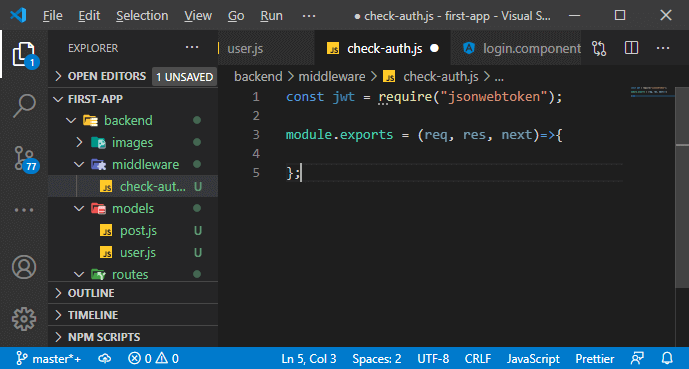 File Edit Selection ··· ● check-auth.js - first-app - Visual S...
EXPLORER ···
user.js
JS check-auth.js ●
login.component
···
OPEN EDITORS 1 UNSAVED
FIRST-APP
backend
images
middleware
JS check-aut... U
models
JS post.js U
JS user.js U
routes
OUTLINE
TIMELINE
NPM SCRIPTS
1
77
backend > middleware > JS check-auth.js > ...
1 const jwt = require("jsonwebtoken");
2
3 module.exports = (req, res, next)=>{
4
5 };
master*+ 0 0 Ln 5, Col 3 Spaces: 2 UTF-8 CRLF JavaScript Prettier